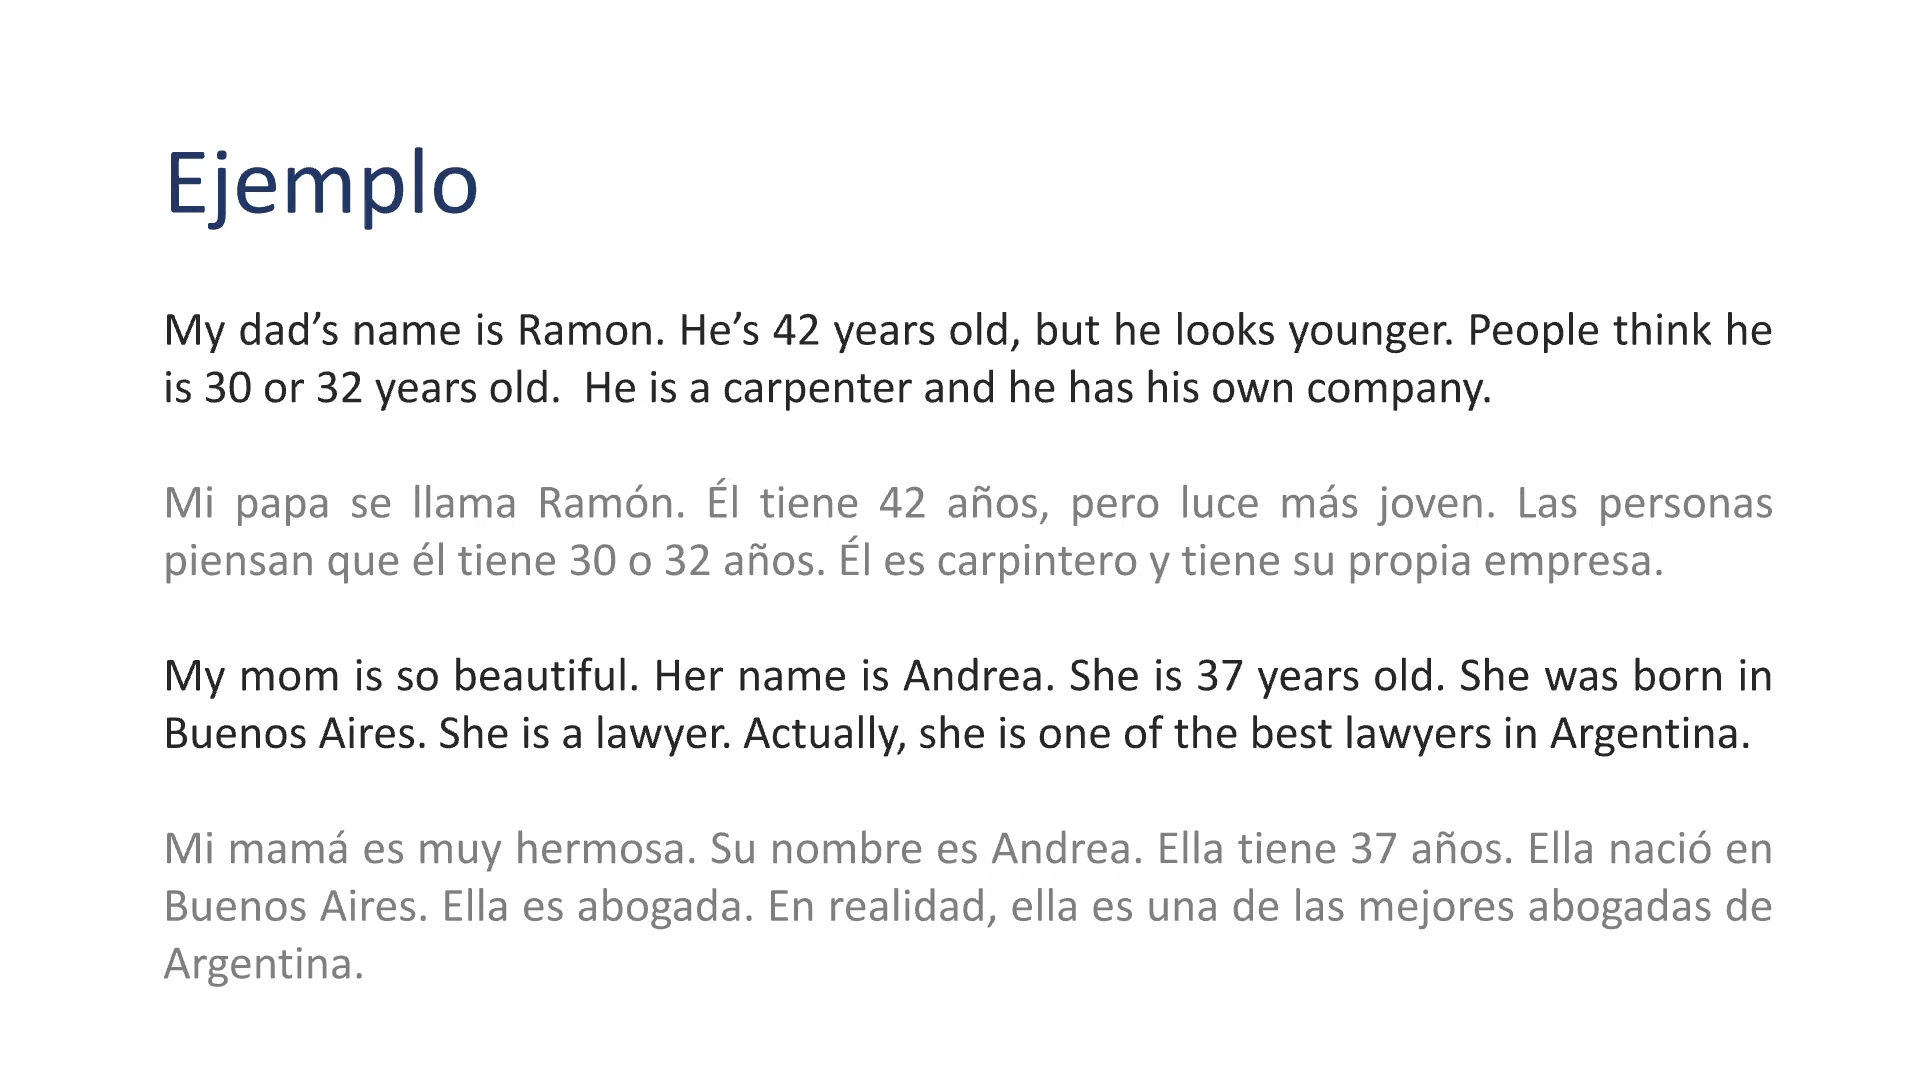 Ejemplo
My dad’s name is Ramon. He’s 42 years old, but he looks younger. People think he
is 30 or 32 years old.  He is a carpenter and he has his own company.
Mi papa se llama Ramón. Él tiene 42 años, pero luce más joven. Las personas
piensan que él tiene 30 o 32 años. Él es carpintero y tiene su propia empresa.
My mom is so beautiful. Her name is Andrea. She is 37 years old. She was born in
Buenos Aires. She is a lawyer. Actually, she is one of the best lawyers in Argentina.
Mi mamá es muy hermosa. Su nombre es Andrea. Ella tiene 37 años. Ella nació en
Buenos Aires. Ella es abogada. En realidad, ella es una de las mejores abogadas de
Argentina.